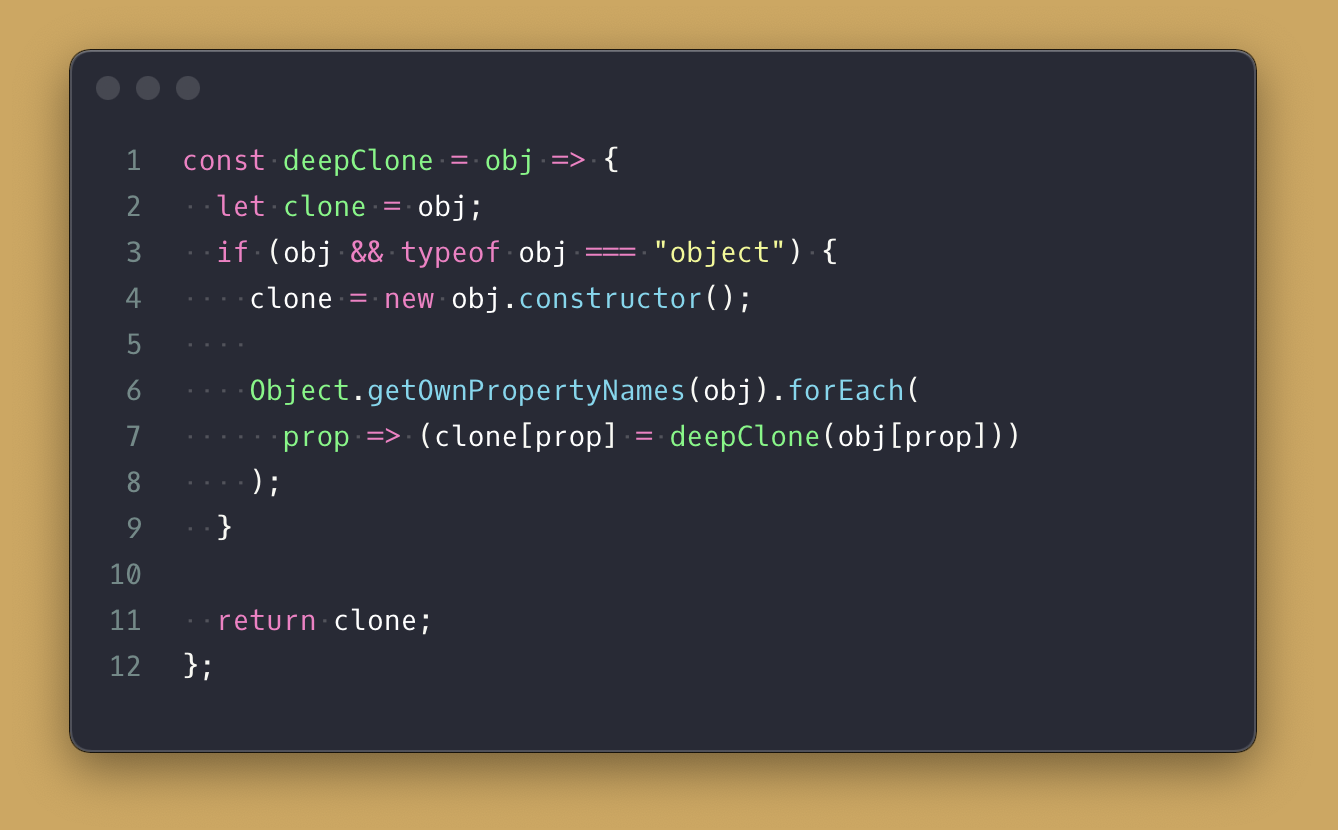 1 const deepClone = obj => {
2   let clone = obj;
3   if (obj && typeof obj === "object") {
4     clone = new obj.constructor();
5
6     Object.getOwnPropertyNames(obj).forEach(
7       prop => (clone[prop] = deepClone(obj[prop]))
8     );
9   }
10
11   return clone;
12 };